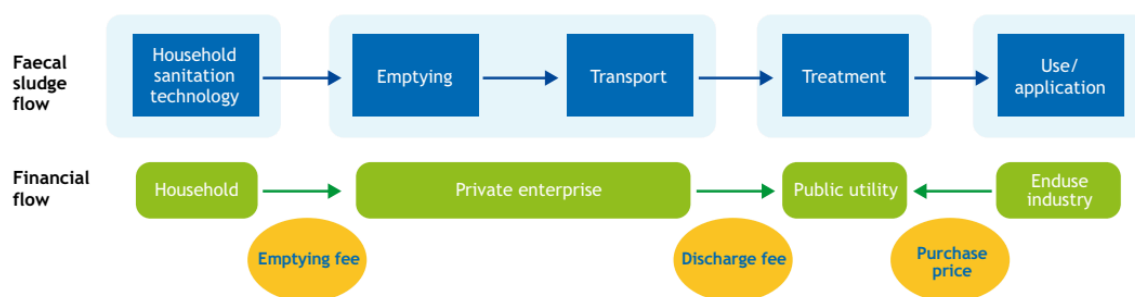 Faecal
sludge
flow
Household
sanitation
technology
Emptying
Transport
Treatment
Use/
application
Financial
flow
Household
Private enterprise
Public utility
Enduse
industry
Emptying fee
Discharge fee
Purchase
price